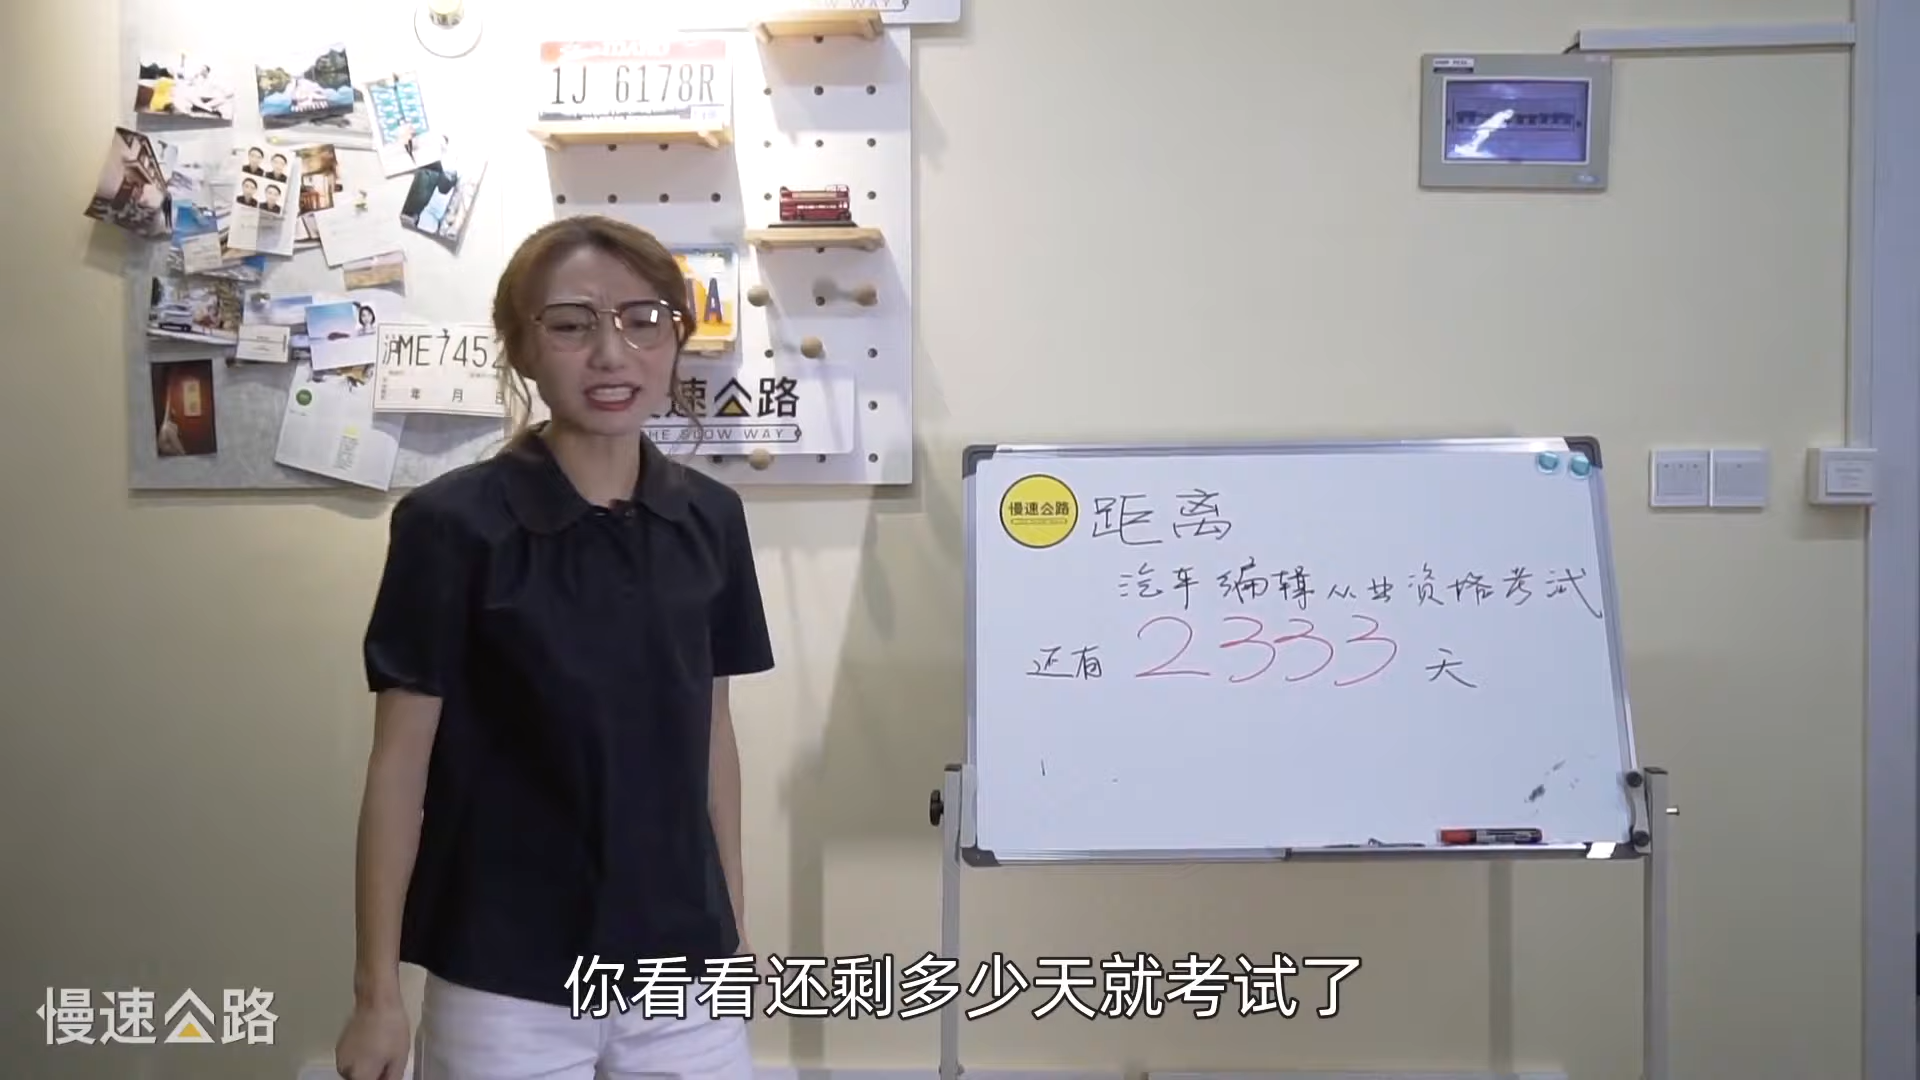 1J 6178R
沪ME7452
年 月 日
速公路
THE SLOW WAY
慢速公路
距离
汽车编辑从业资格考试
还有 2333 天
你看看还剩多少天就考试了
慢速公路